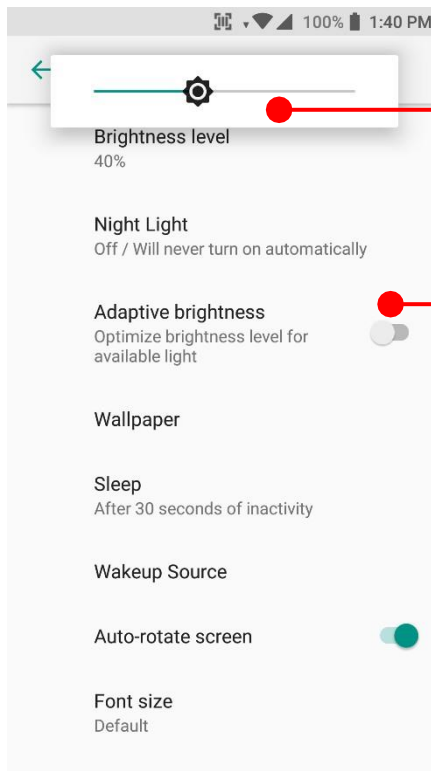 100% 1:40 PM
Brightness level
40%
Night Light
Off / Will never turn on automatically
Adaptive brightness
Optimize brightness level for
available light
Wallpaper
Sleep
After 30 seconds of inactivity
Wakeup Source
Auto-rotate screen
Font size
Default